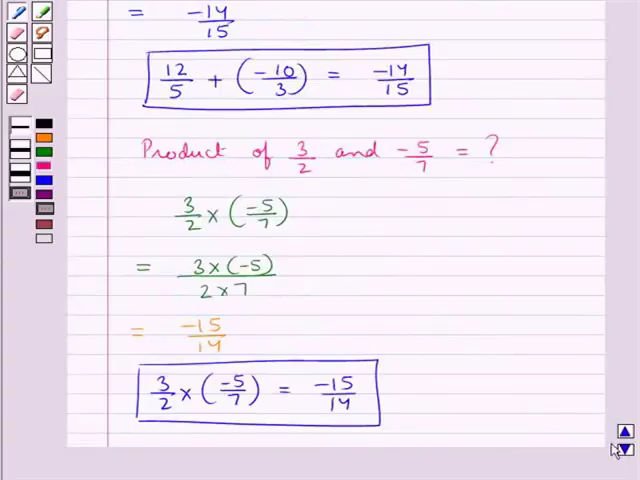 = -14/15
12/5 + (-10/3) = -14/15
Product of 3/2 and -5/7 = ?
3/2 × (-5/7)
= 3×(-5)/2×7
= -15/14
3/2 × (-5/7) = -15/14